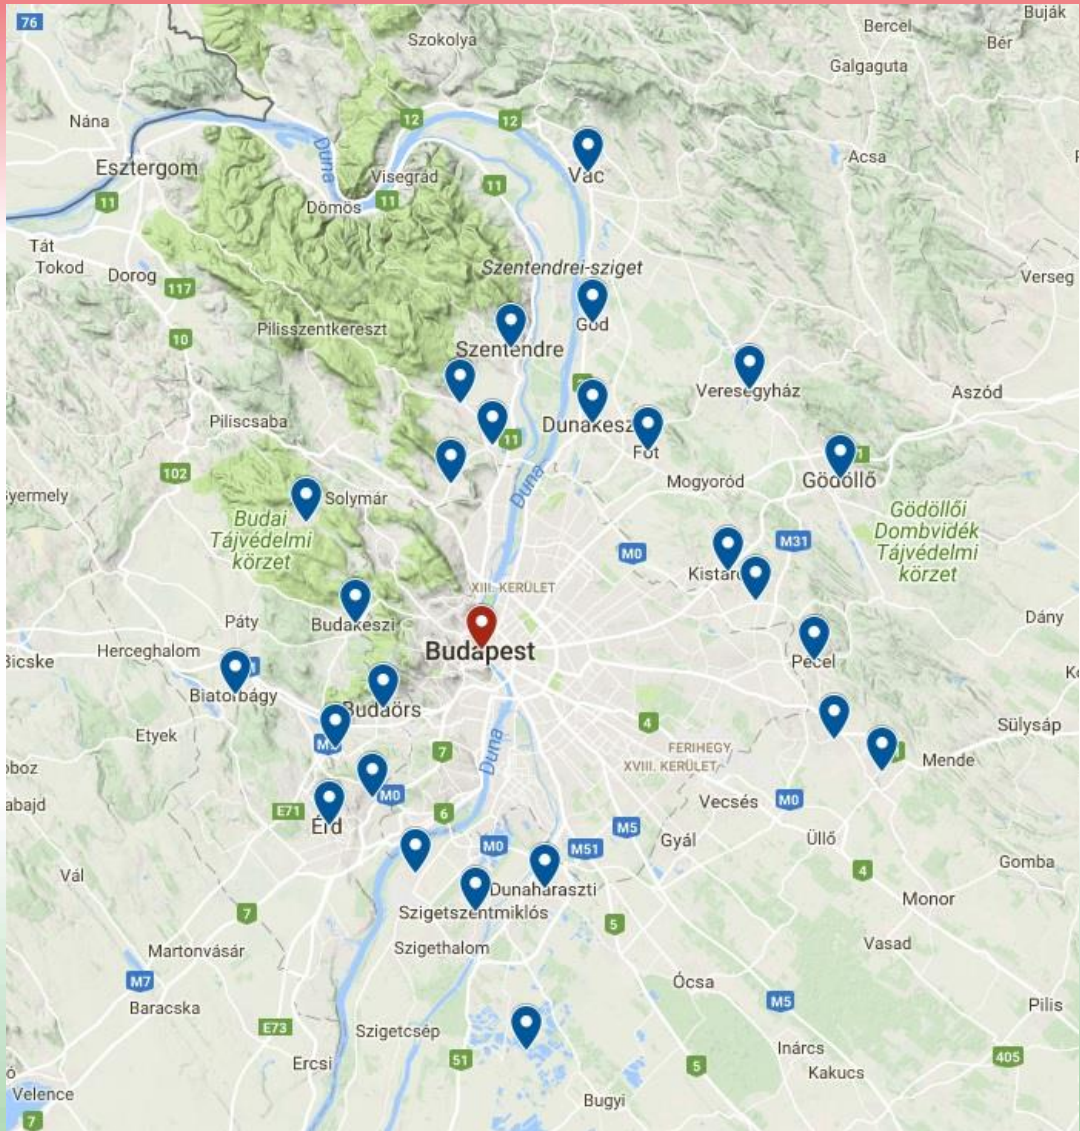 76
Buják
Bercel
Szokolya
Bér
Galgaguta
Nána
12
12
Esztergom
Duna
Vác
Acsa
Visegrád
11
11
11
Dömös
Tát
Tokod
Dorog
Szentendrei-sziget
Verseg
117
Pilisszentkereszt
God
10
Szentendre
Veresegyház
Aszód
Piliscsaba
Dunakesz
11
Fót
102
Mogyoród
Gödöllő
1
Solymár
Duna
Budai
Tájvédelmi
körzet
Gödöllői
Dombvidék
Tájvédelmi
körzet
M0
M31
XIII. KERÜLET
Páty
Budakeszi
Dány
Herceghalom
Bicske
Budapest
Pécel
Biatorbágy
Budaörs
Etyek
4
Sülysáp
7
Duna
FERIHEGY
XVIII. KERÜLET
Mende
M0
Vecsés
M0
E71
6
Érd
M5
M0
M51
Gyál
Üllő
Vál
4
Gomba
Dunaharaszti
Monor
7
Szigetszentmiklós
5
Martonvásár
Szigethalom
Vasad
M7
Ócsa
Baracska
M5
Pilis
E73
Szigetcsép
Inárcs
Ercsi
51
5
405
Kakucs
Velence
Bugyi
7